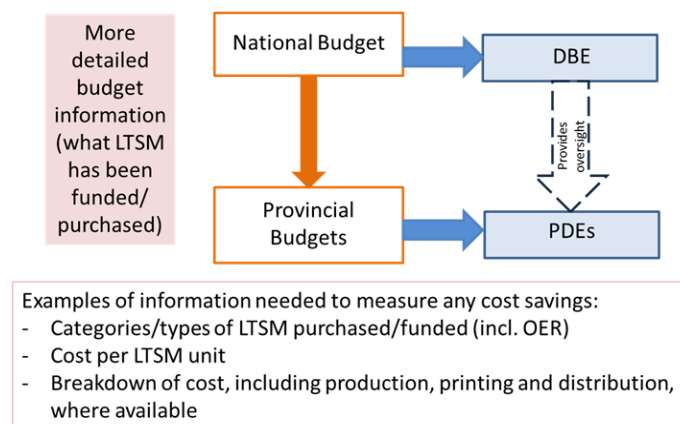 More
detailed
budget
information
(what LTSM
has been
funded/
purchased)
National Budget
DBE
Provides
oversight
Provincial
Budgets
PDEs
Examples of information needed to measure any cost savings:
- Categories/types of LTSM purchased/funded (incl. OER)
- Cost per LTSM unit
- Breakdown of cost, including production, printing and distribution,
where available